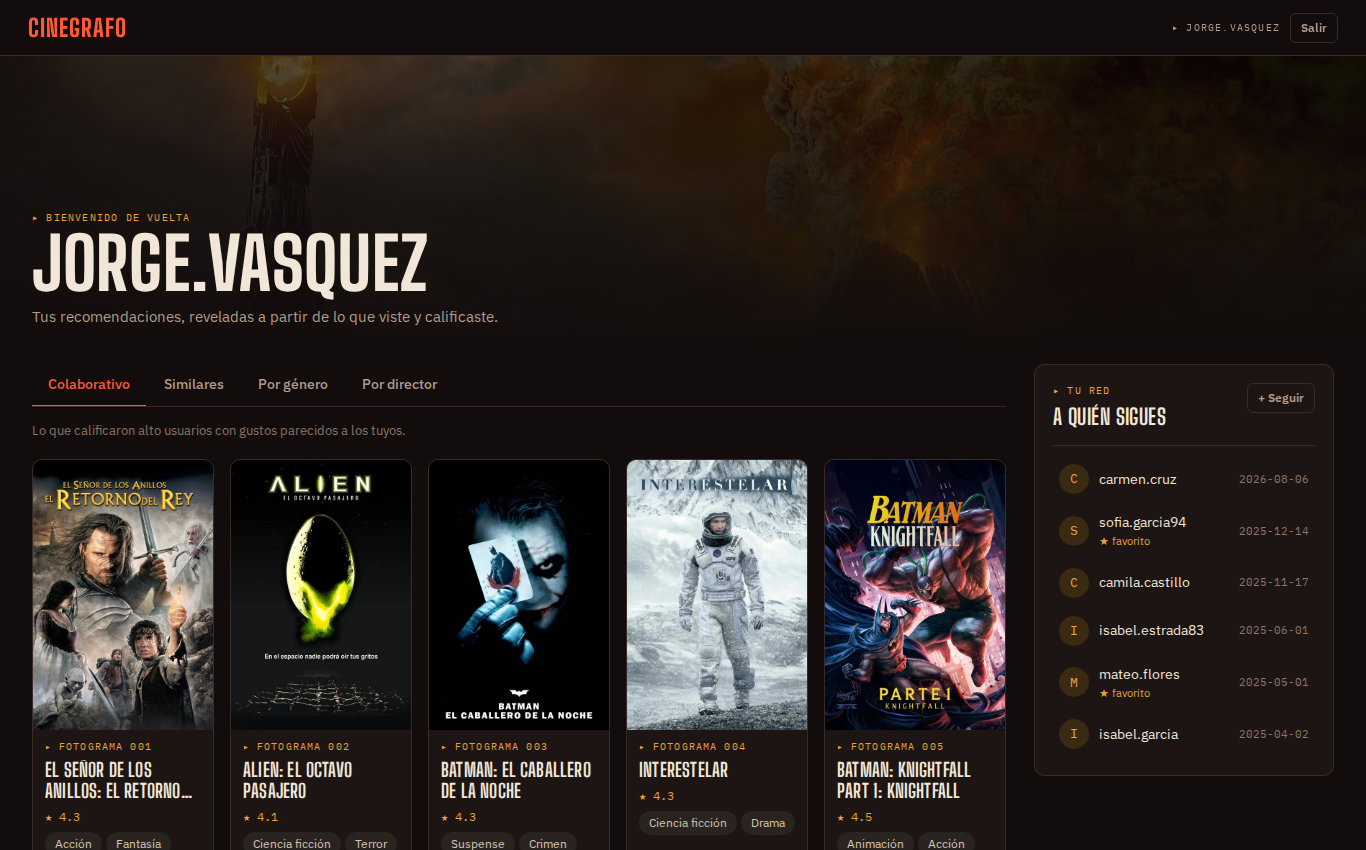 CINEGRAFO
▸ JORGE.VASQUEZ
Salir
▸ BIENVENIDO DE VUELTA
JORGE.VASQUEZ
Tus recomendaciones, reveladas a partir de lo que viste y calificaste.
Colaborativo
Similares
Por género
Por director
Lo que calificaron alto usuarios con gustos parecidos a los tuyos.
EL SEÑOR DE LOS ANILLOS
EL RETORNO DEL REY
▸ FOTOGRAMA 001
EL SEÑOR DE LOS
ANILLOS: EL RETORNO...
★ 4.3
Acción
Fantasía
ALIEN
EL OCTAVO PASAJERO
En el espacio nadie podrá oír tus gritos
▸ FOTOGRAMA 002
ALIEN: EL OCTAVO
PASAJERO
★ 4.1
Ciencia ficción
Terror
BATMAN
EL CABALLERO DE LA NOCHE
▸ FOTOGRAMA 003
BATMAN: EL CABALLERO
DE LA NOCHE
★ 4.3
Suspense
Crimen
INTERESTELAR
▸ FOTOGRAMA 004
INTERESTELAR
★ 4.3
Ciencia ficción
Drama
BATMAN
KNIGHTFALL
PARTE 1
KNIGHTFALL
▸ FOTOGRAMA 005
BATMAN: KNIGHTFALL
PART 1: KNIGHTFALL
★ 4.5
Animación
Acción
▸ TU RED
A QUIÉN SIGUES
+ Seguir
C
carmen.cruz
2026-08-06
S
sofia.garcia94
★ favorito
2025-12-14
C
camila.castillo
2025-11-17
I
isabel.estrada83
2025-06-01
M
mateo.flores
★ favorito
2025-05-01
I
isabel.garcia
2025-04-02